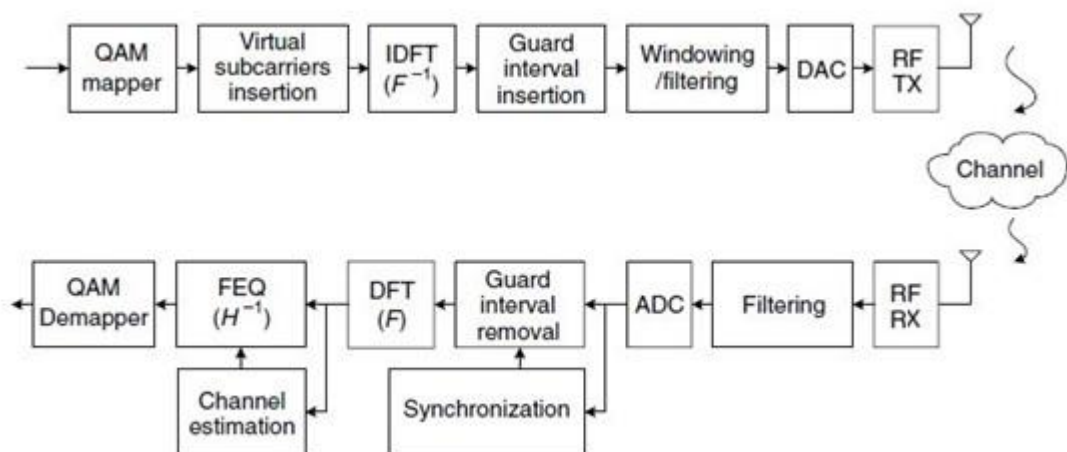 QAM
mapper
Virtual
subcarriers
insertion
IDFT
(F⁻¹)
Guard
interval
insertion
Windowing
/filtering
DAC
RF
TX
Channel
QAM
Demapper
FEQ
(H⁻¹)
DFT
(F)
Guard
interval
removal
ADC
Filtering
RF
RX
Channel
estimation
Synchronization